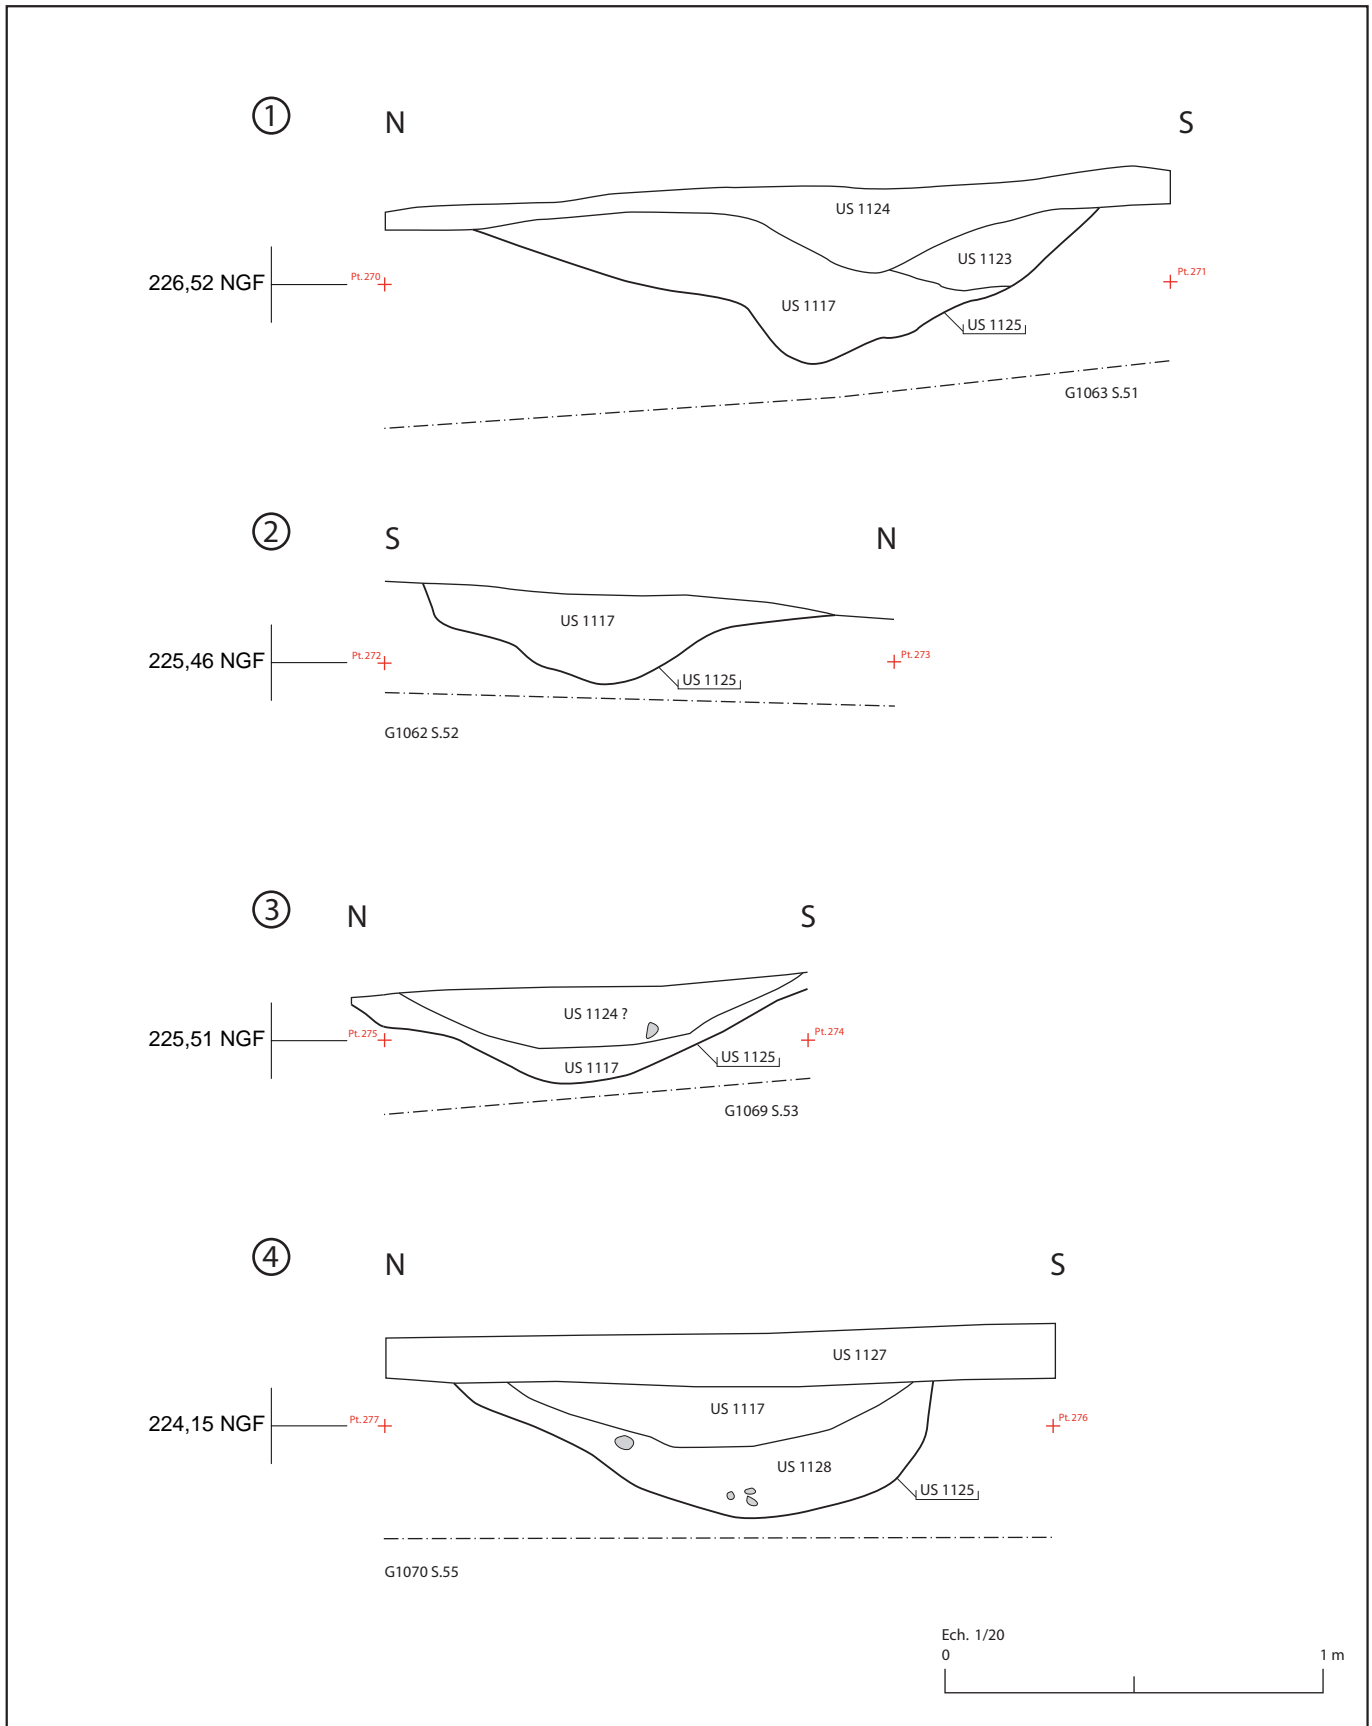 1
N S
US 1124
US 1123
226,52 NGF Pt.270 Pt.271
US 1117
US 1125
G1063 S.51
2
S N
US 1117
225,46 NGF Pt.272 Pt.273
US 1125
G1062 S.52
3
N S
US 1124 ?
225,51 NGF Pt.275 Pt.274
US 1117 US 1125
G1069 S.53
4
N S
US 1127
US 1117
224,15 NGF Pt.277 Pt.276
US 1128
US 1125
G1070 S.55
Ech. 1/20
0 1 m